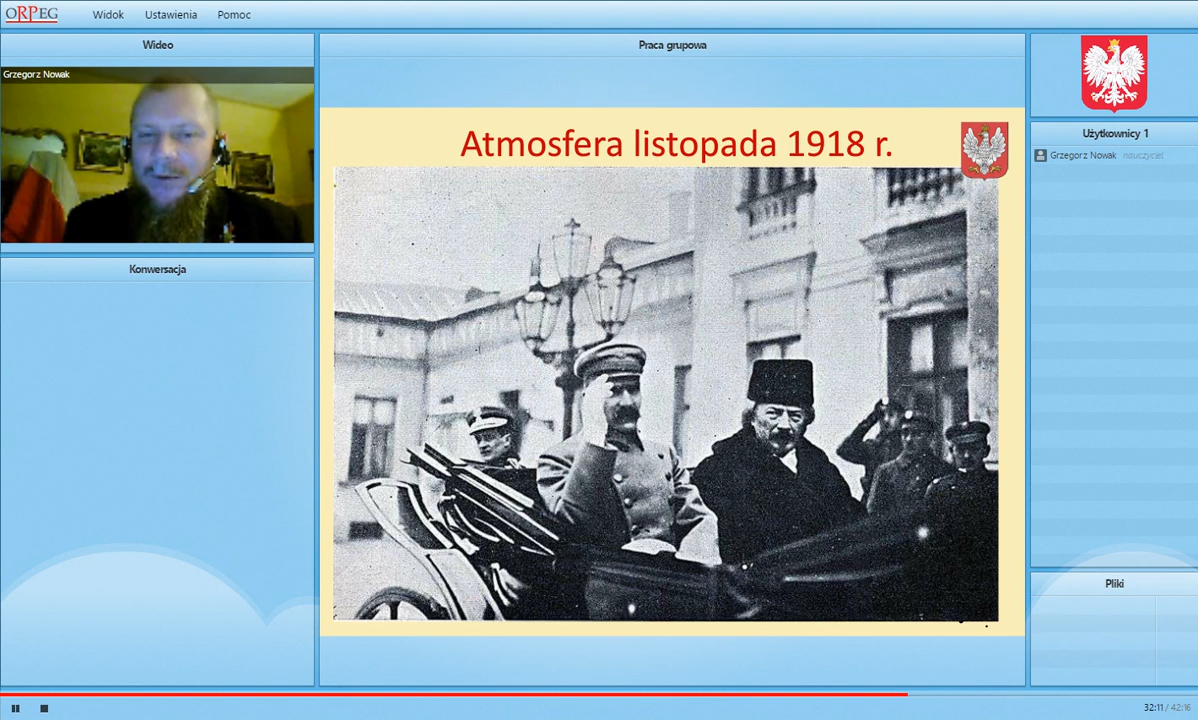 ORPEG
Widok Ustawienia Pomoc
Wideo
Grzegorz Nowak
Konwersacja
Praca grupowa
Atmosfera listopada 1918 r.
Użytkownicy 1
Grzegorz Nowak nauczyciel
Pliki
32:11 / 42:16